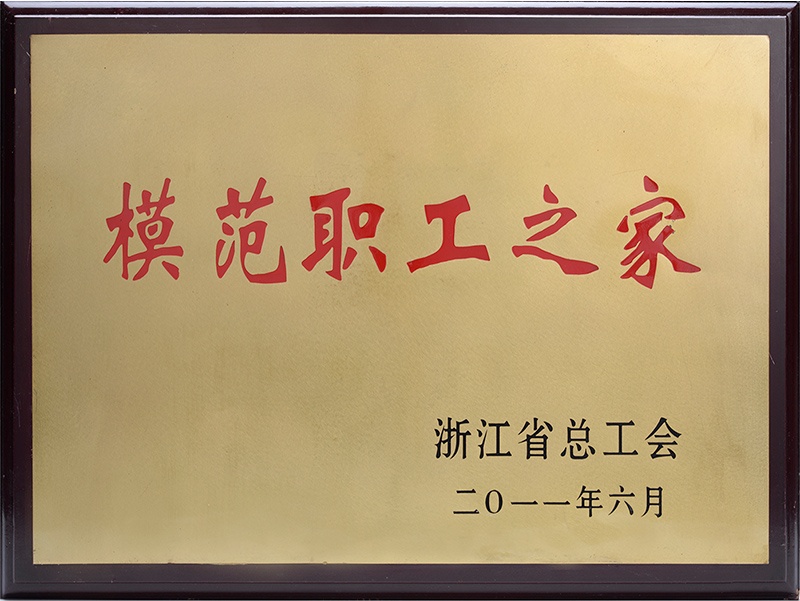 模范职工之家
浙江省总工会
二〇一一年六月